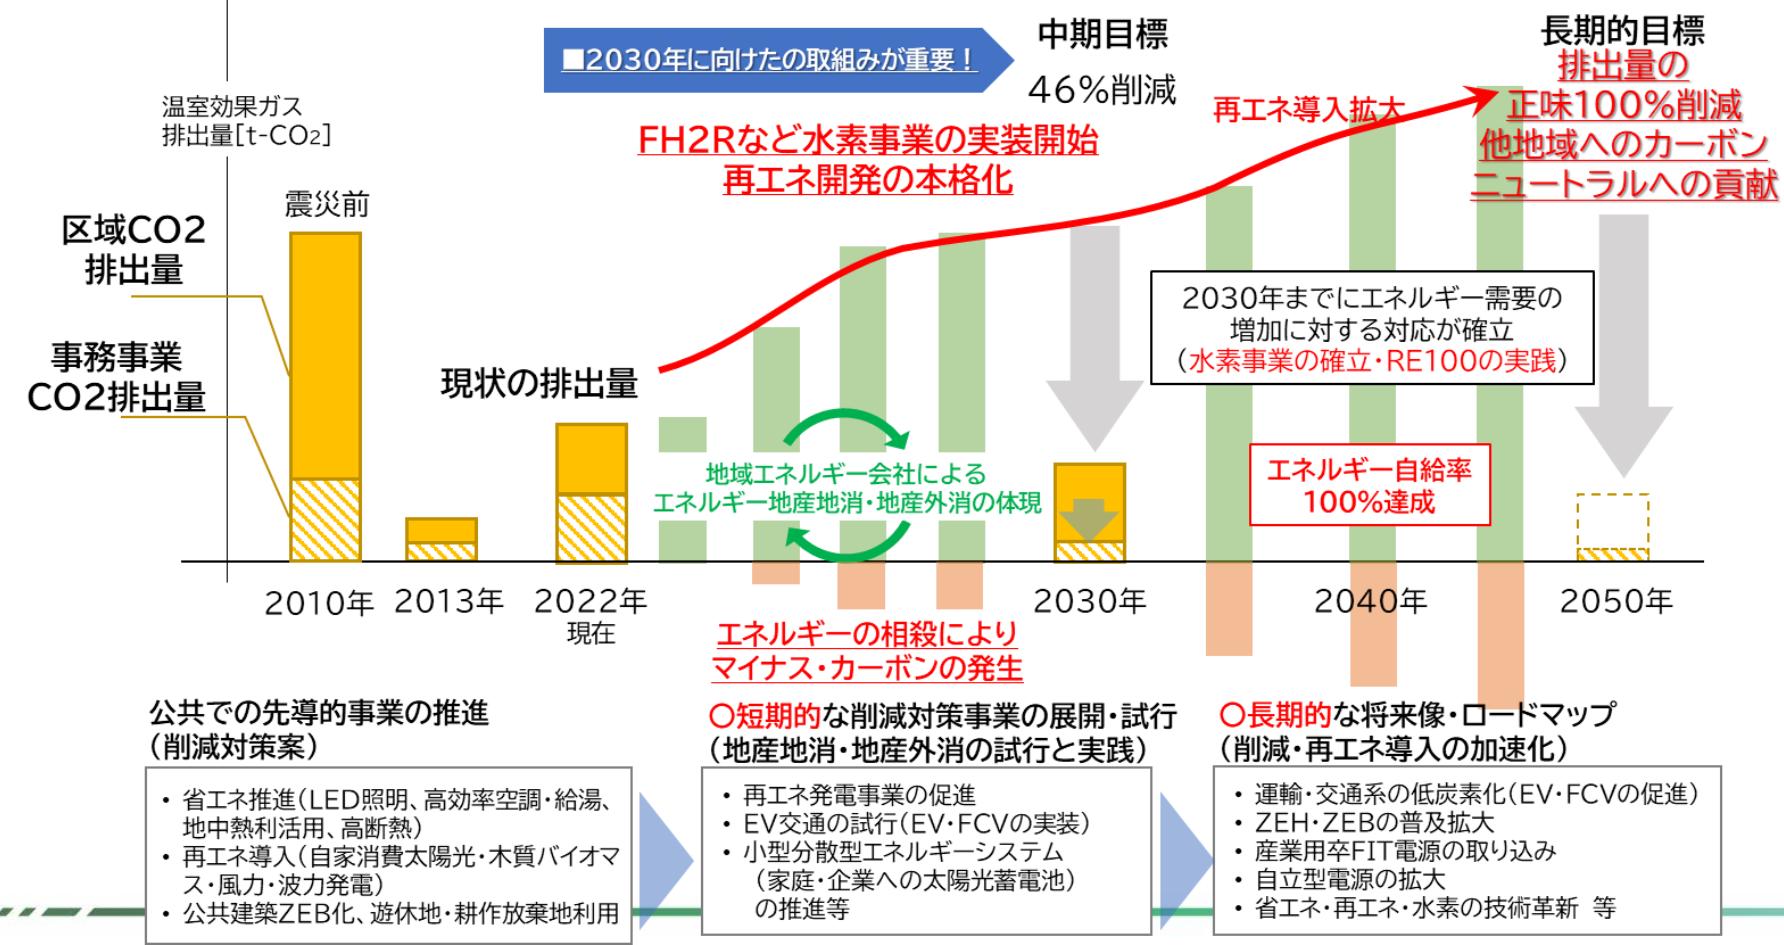 ■2030年に向けたの取組みが重要！
中期目標
46%削減
長期的目標
排出量の
正味100%削減
他地域へのカーボン
ニュートラルへの貢献
温室効果ガス
排出量[t-CO2]
再エネ導入拡大
FH2Rなど水素事業の実装開始
再エネ開発の本格化
震災前
区域CO2
排出量
事務事業
CO2排出量
現状の排出量
2030年までにエネルギー需要の
増加に対する対応が確立
（水素事業の確立・RE100の実践）
地域エネルギー会社による
エネルギー地産地消・地産外消の体現
エネルギー自給率
100%達成
2010年
2013年
2022年
現在
2030年
2040年
2050年
エネルギーの相殺により
マイナス・カーボンの発生
公共での先導的事業の推進
（削減対策案）
• 省エネ推進（LED照明、高効率空調・給湯、
地中熱利活用、高断熱）
• 再エネ導入（自家消費太陽光・木質バイオマ
ス・風力・波力発電）
• 公共建築ZEB化、遊休地・耕作放棄地利用
〇短期的な削減対策事業の展開・試行
（地産地消・地産外消の試行と実践）
• 再エネ発電事業の促進
• EV交通の試行（EV・FCVの実装）
• 小型分散型エネルギーシステム
（家庭・企業への太陽光蓄電池）
の推進等
〇長期的な将来像・ロードマップ
（削減・再エネ導入の加速化）
• 運輸・交通系の低炭素化（EV・FCVの促進）
• ZEH・ZEBの普及拡大
• 産業用卒FIT電源の取り込み
• 自立型電源の拡大
• 省エネ・再エネ・水素の技術革新 等